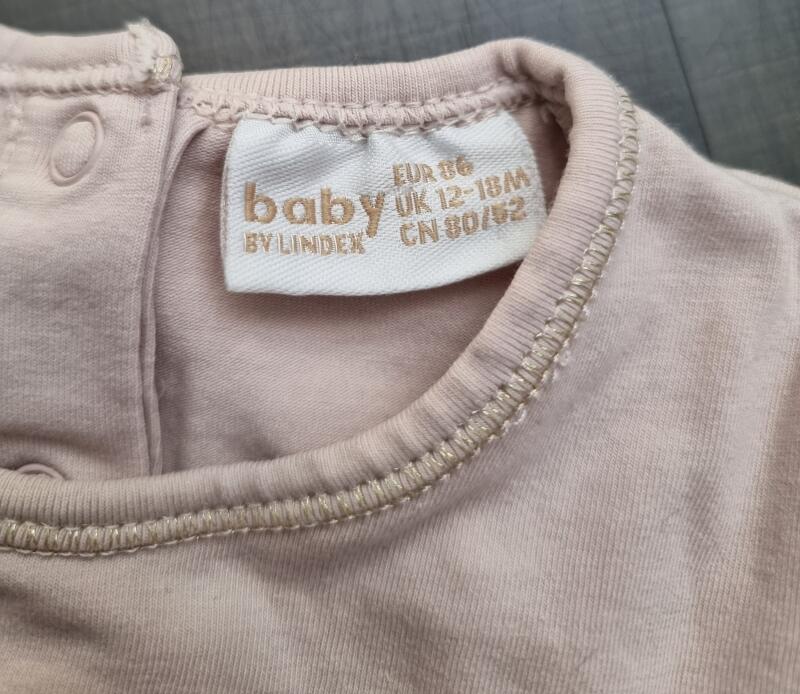 baby
BY LINDEX
EUR 86
UK 12-18M
CN 80/52